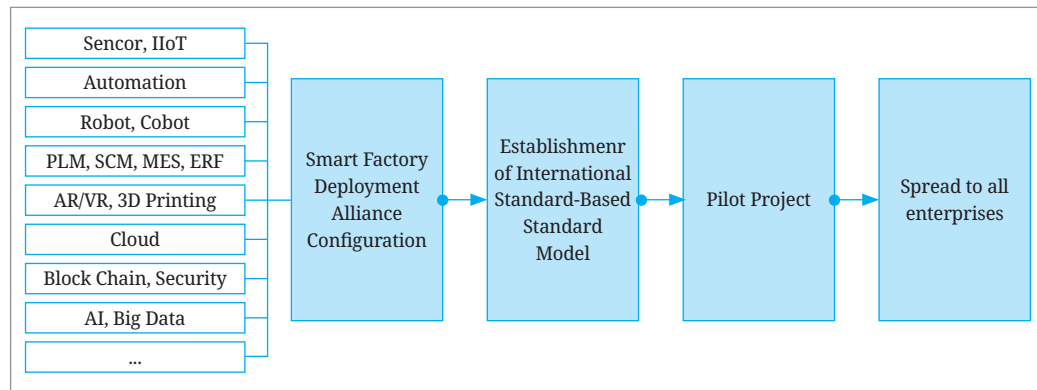 Sencor, IIoT
Automation
Robot, Cobot
PLM, SCM, MES, ERF
AR/VR, 3D Printing
Cloud
Block Chain, Security
AI, Big Data
...
Smart Factory
Deployment
Alliance
Configuration
Establishmenr
of International
Standard-Based
Standard
Model
Pilot Project
Spread to all
enterprises